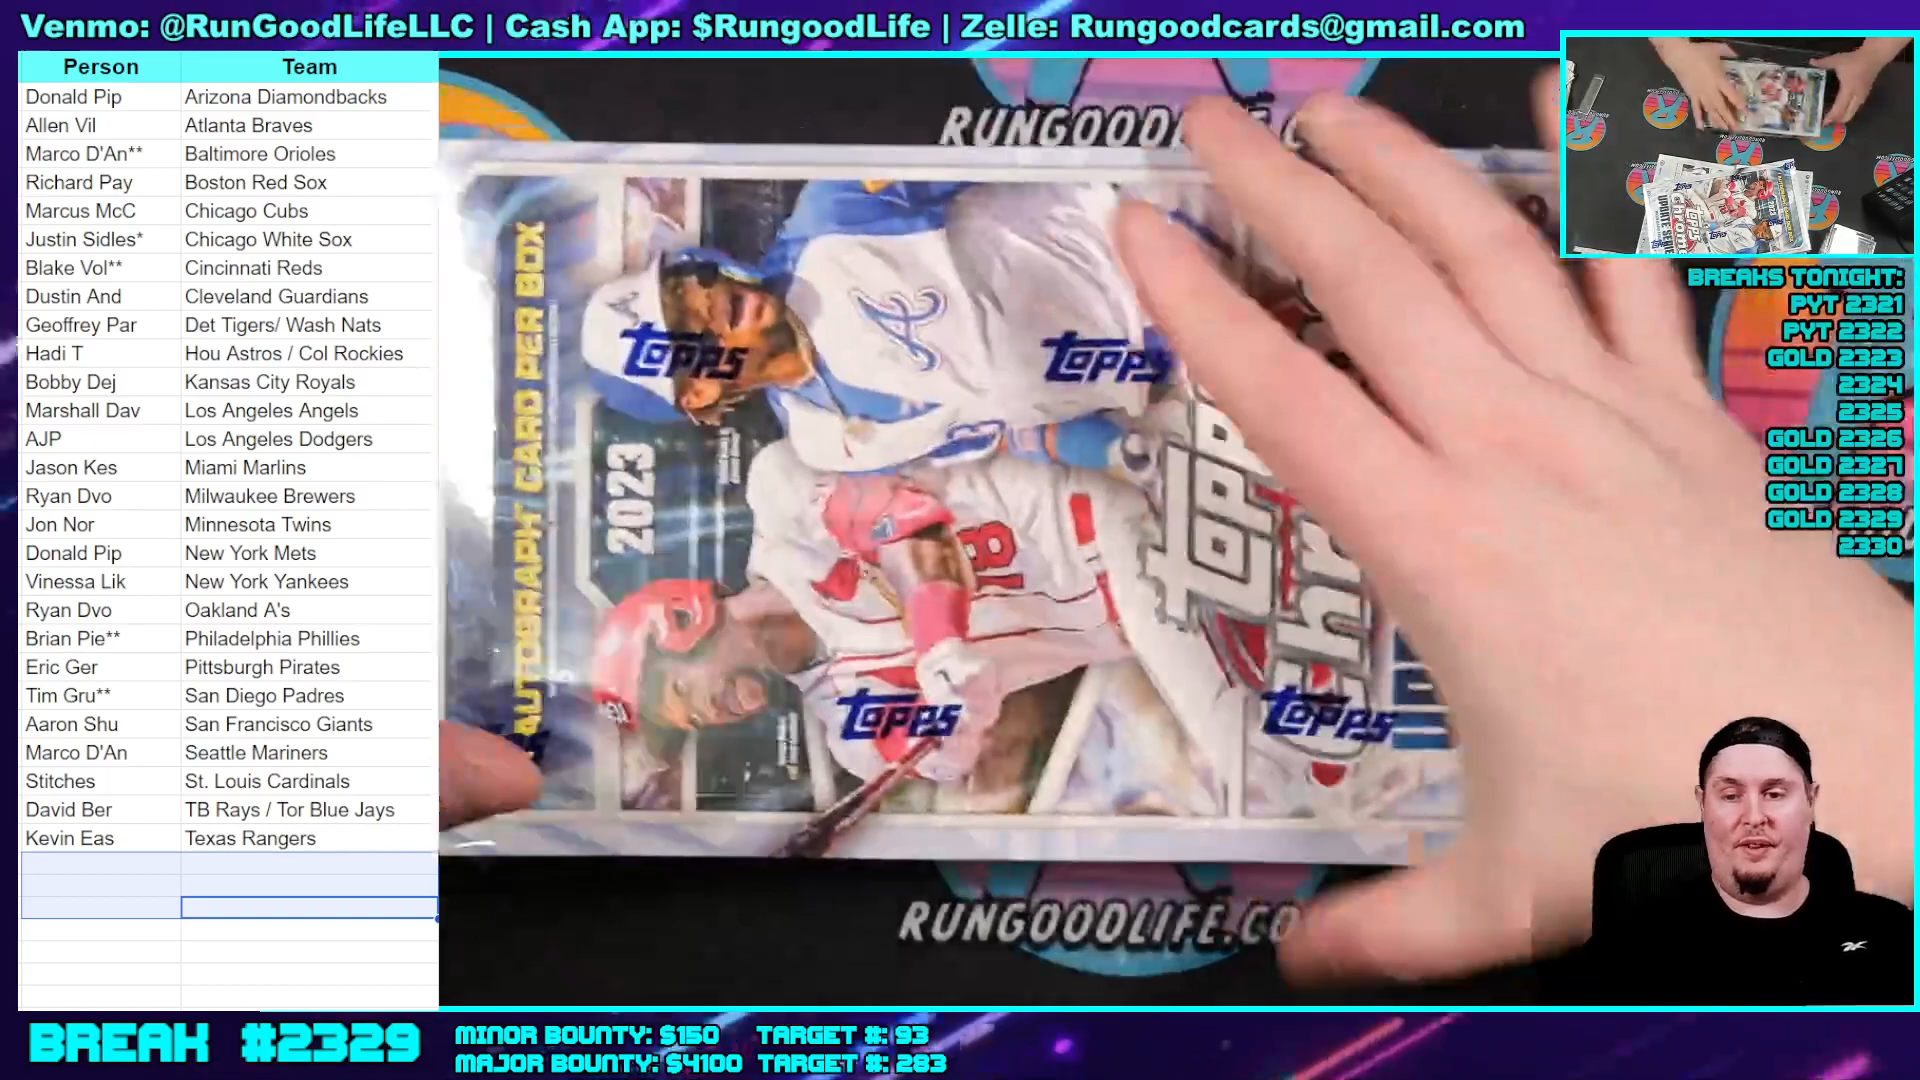 Venmo: @RunGoodLifeLLC | Cash App: $RungoodLife | Zelle: Rungoodcards@gmail.com
Person Team
Donald Pip Arizona Diamondbacks
Allen Vil Atlanta Braves
Marco D'An** Baltimore Orioles
Richard Pay Boston Red Sox
Marcus McC Chicago Cubs
Justin Sidles* Chicago White Sox
Blake Vol** Cincinnati Reds
Dustin And Cleveland Guardians
Geoffrey Par Det Tigers/ Wash Nats
Hadi T Hou Astros / Col Rockies
Bobby Dej Kansas City Royals
Marshall Dav Los Angeles Angels
AJP Los Angeles Dodgers
Jason Kes Miami Marlins
Ryan Dvo Milwaukee Brewers
Jon Nor Minnesota Twins
Donald Pip New York Mets
Vinessa Lik New York Yankees
Ryan Dvo Oakland A's
Brian Pie** Philadelphia Phillies
Eric Ger Pittsburgh Pirates
Tim Gru** San Diego Padres
Aaron Shu San Francisco Giants
Marco D'An Seattle Mariners
Stitches St. Louis Cardinals
David Ber TB Rays / Tor Blue Jays
Kevin Eas Texas Rangers
RUNGOODL
AUTOGRAPH CARD PER BOX
2023
A
18
TOPPS
TOPPS
TOPPS
TOPPS
Topp
Chr
RUNGOODLIFE.CO
BREAKS TONIGHT:
PYT 2321
PYT 2322
GOLD 2323
2324
2325
GOLD 2326
GOLD 2327
GOLD 2328
GOLD 2329
2330
BREAK #2329
MINOR BOUNTY: $150 TARGET #: 93
MAJOR BOUNTY: $4100 TARGET #: 283